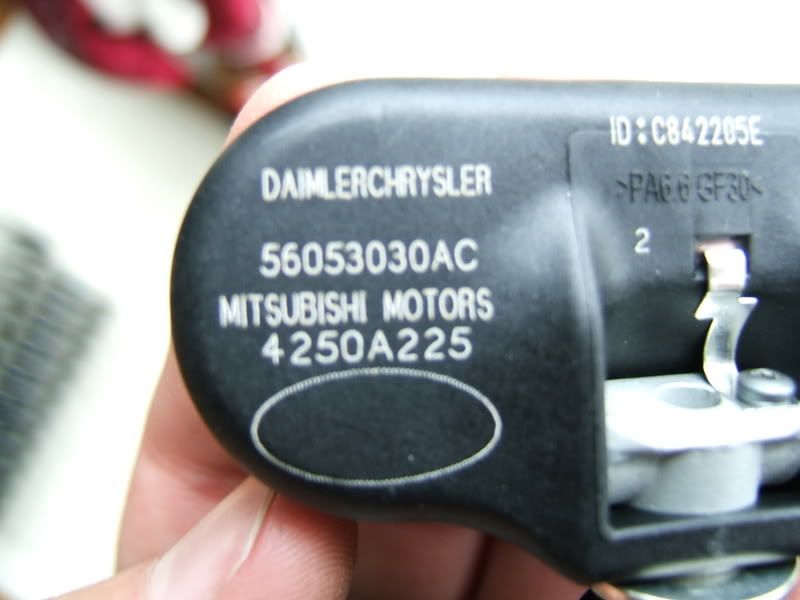 ID:C842205E
DAIMLERCHRYSLER
>PA6.6 GF30<
56053030AC
2
MITSUBISHI MOTORS
4250A225